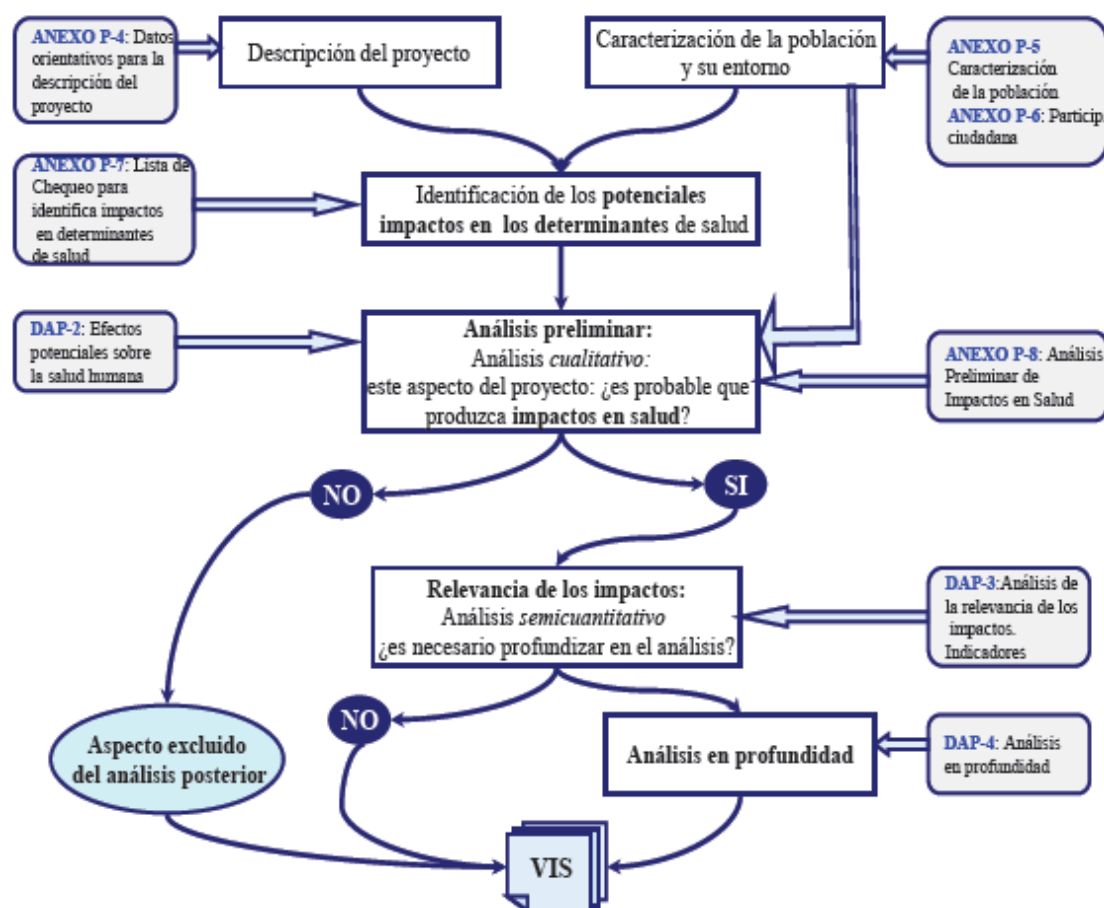 ANEXO P-4: Datos
orientativos para la
descripción del
proyecto
Descripción del proyecto
Caracterización de la población
y su entorno
ANEXO P-5
Caracterización
de la población
ANEXO P-6: Particip.
ciudadana
ANEXO P-7: Lista de
Chequeo para
identifica impactos
en determinantes
de salud
Identificación de los potenciales
impactos en los determinantes de salud
DAP-2: Efectos
potenciales sobre
la salud humana
Análisis preliminar:
Análisis cualitativo:
este aspecto del proyecto: ¿es probable que
produzca impactos en salud?
ANEXO P-8: Análisis
Preliminar de
Impactos en Salud
NO
SI
Relevancia de los impactos:
Análisis semicuantitativo
¿es necesario profundizar en el análisis?
DAP-3:Análisis de
la relevancia de los
impactos.
Indicadores
NO
Aspecto excluido
del análisis posterior
Análisis en profundidad
DAP-4: Análisis
en profundidad
VIS